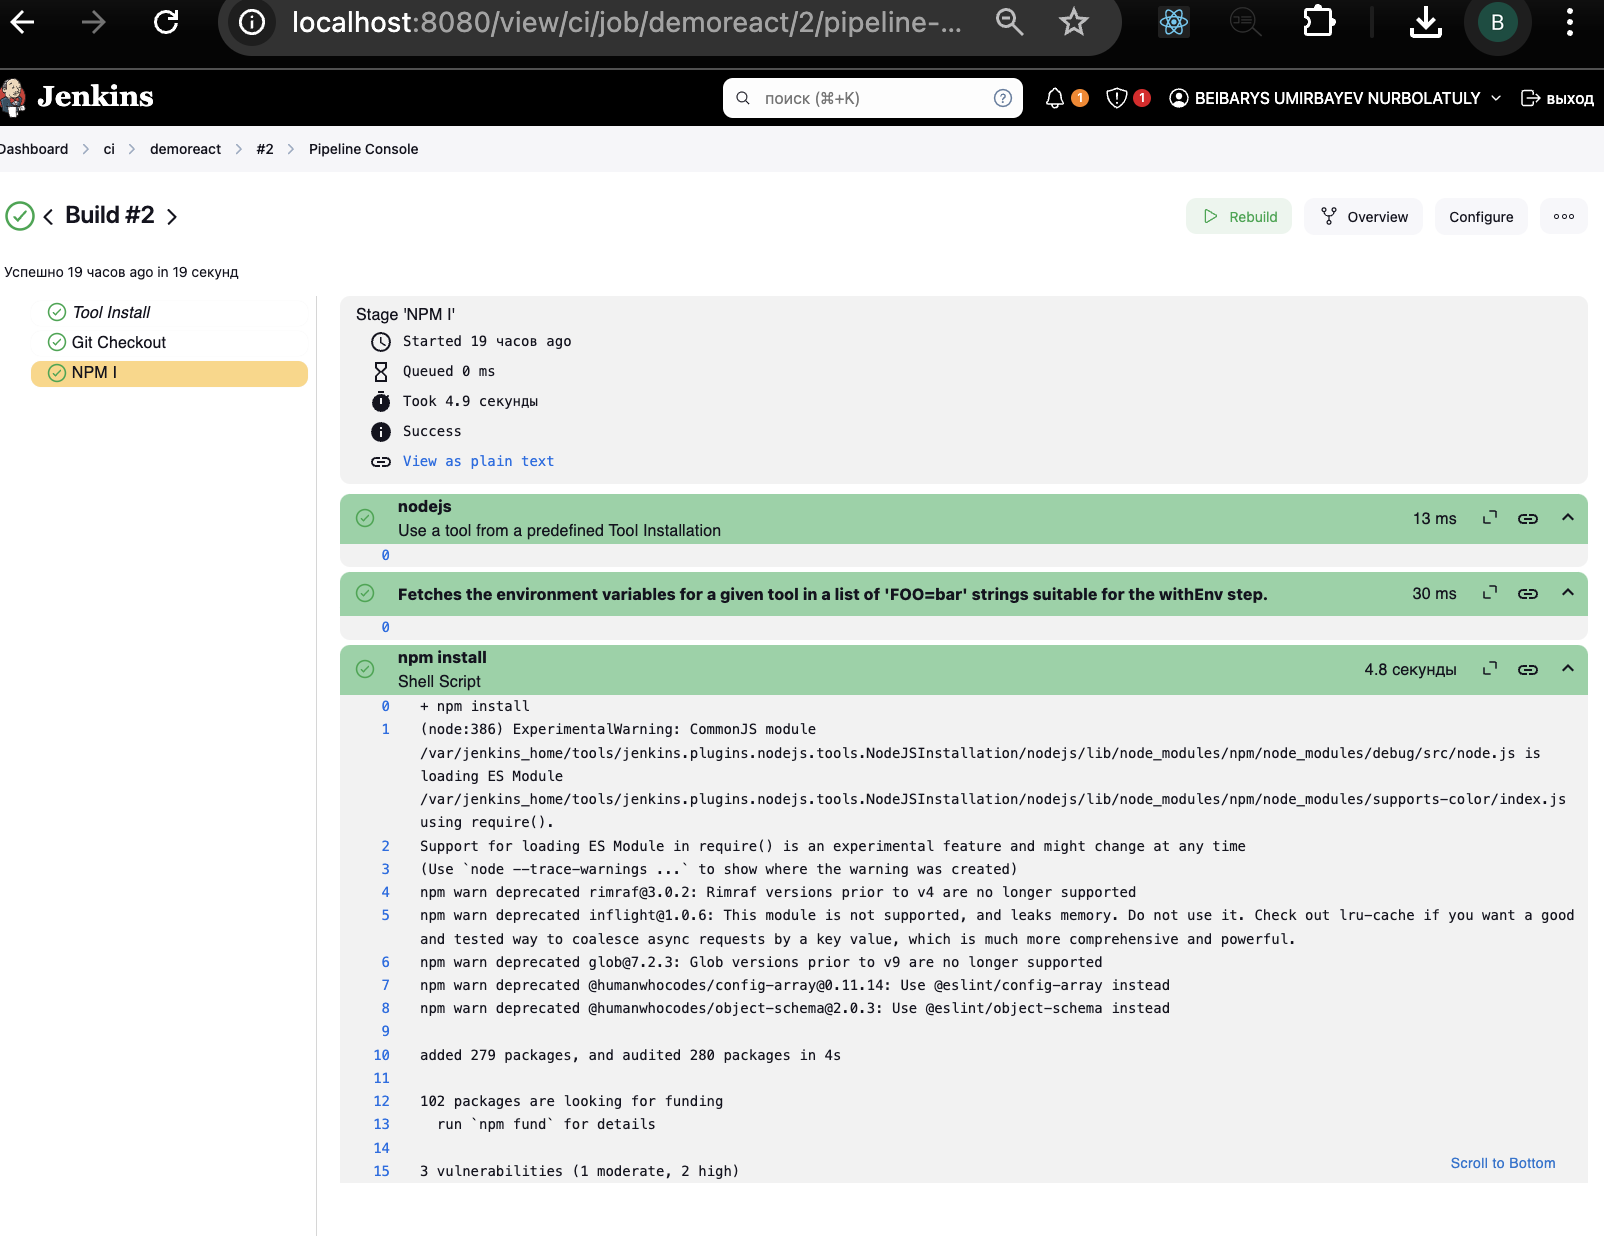 localhost:8080/view/ci/job/demoreact/2/pipeline-...
B
Jenkins
поиск (⌘+K)
1
1
BEIBARYS UMIRBAYEV NURBOLATULY
выход
Dashboard
ci
demoreact
#2
Pipeline Console
Build #2
Rebuild
Overview
Configure
Успешно 19 часов ago in 19 секунд
Tool Install
Git Checkout
NPM I
Stage 'NPM I'
Started 19 часов ago
Queued 0 ms
Took 4.9 секунды
Success
View as plain text
nodejs
Use a tool from a predefined Tool Installation
13 ms
0
Fetches the environment variables for a given tool in a list of 'FOO=bar' strings suitable for the withEnv step.
30 ms
0
npm install
Shell Script
4.8 секунды
0 + npm install
1 (node:386) ExperimentalWarning: CommonJS module
/var/jenkins_home/tools/jenkins.plugins.nodejs.tools.NodeJSInstallation/nodejs/lib/node_modules/npm/node_modules/debug/src/node.js is
loading ES Module
/var/jenkins_home/tools/jenkins.plugins.nodejs.tools.NodeJSInstallation/nodejs/lib/node_modules/npm/node_modules/supports-color/index.js
using require().
2 Support for loading ES Module in require() is an experimental feature and might change at any time
3 (Use `node --trace-warnings ...` to show where the warning was created)
4 npm warn deprecated rimraf@3.0.2: Rimraf versions prior to v4 are no longer supported
5 npm warn deprecated inflight@1.0.6: This module is not supported, and leaks memory. Do not use it. Check out lru-cache if you want a good
and tested way to coalesce async requests by a key value, which is much more comprehensive and powerful.
6 npm warn deprecated glob@7.2.3: Glob versions prior to v9 are no longer supported
7 npm warn deprecated @humanwhocodes/config-array@0.11.14: Use @eslint/config-array instead
8 npm warn deprecated @humanwhocodes/object-schema@2.0.3: Use @eslint/object-schema instead
9
10 added 279 packages, and audited 280 packages in 4s
11
12 102 packages are looking for funding
13 run `npm fund` for details
14
15 3 vulnerabilities (1 moderate, 2 high)
Scroll to Bottom